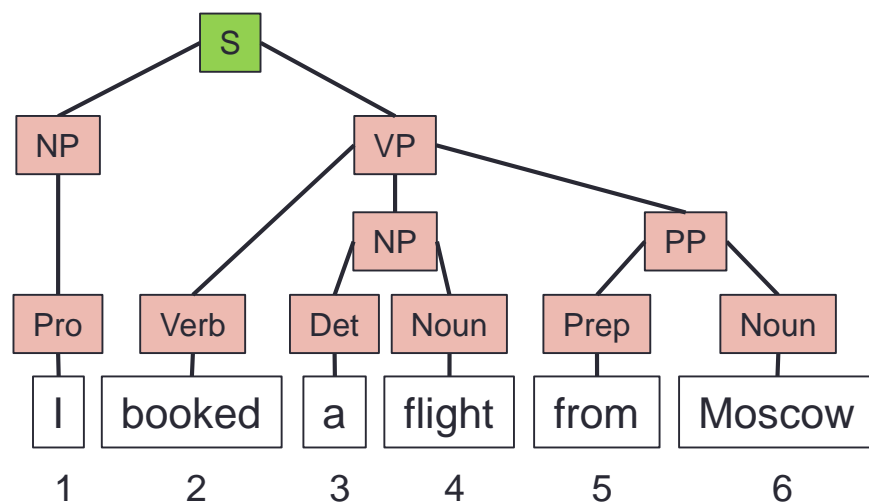 S
NP VP
NP PP
Pro Verb Det Noun Prep Noun
I booked a flight from Moscow
1 2 3 4 5 6